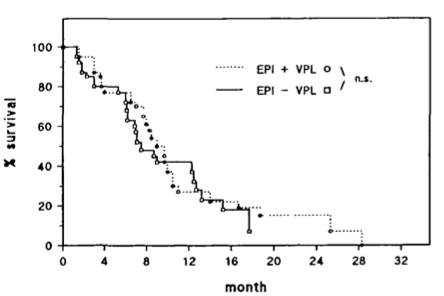 % survival
100
80
60
40
20
0
EPI + VPL
EPI − VPL
n.s.
0 4 8 12 16 20 24 28 32
month